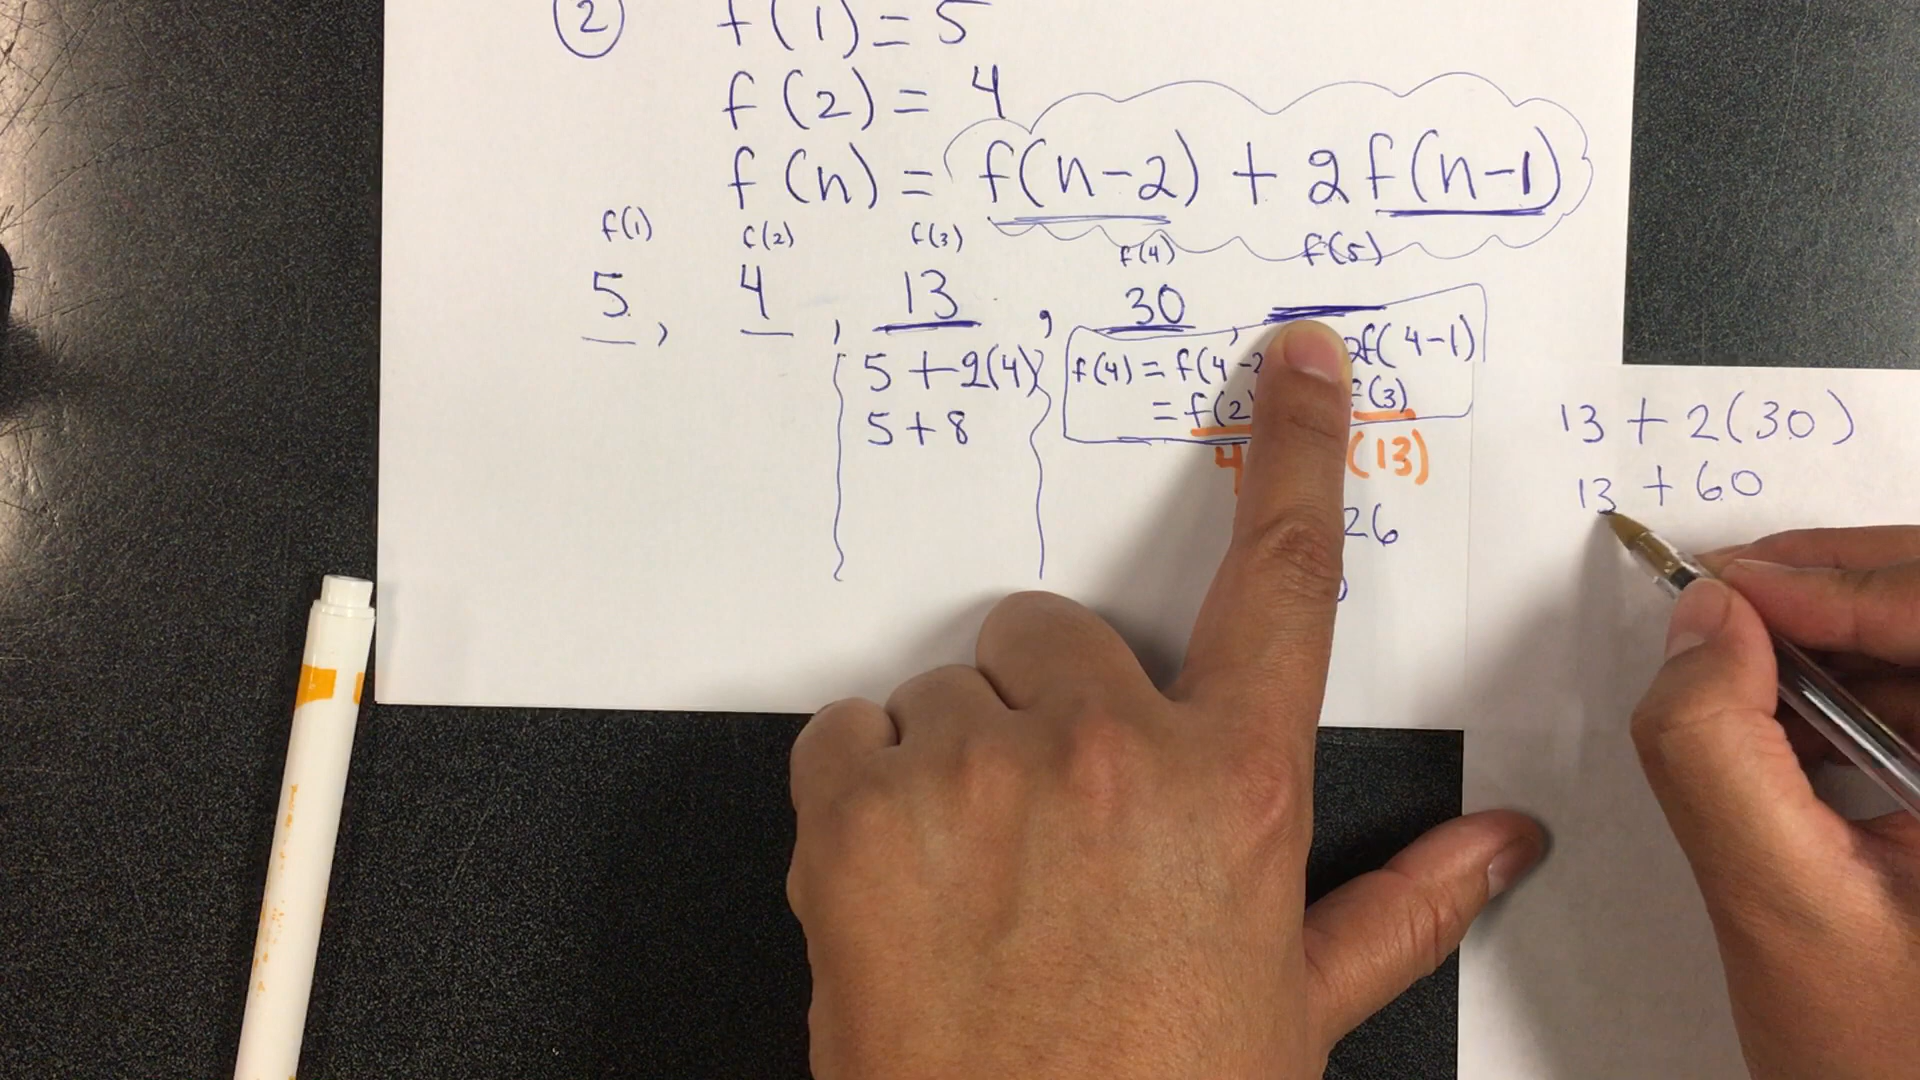 2 f(1) = 5
f(2) = 4
f(n) = f(n-2) + 2f(n-1)
f(1) f(2) f(3) f(4) f(5)
5, 4, 13, 30,
5 + 2(4)
5 + 8
f(4) = f(4-2 2f(4-1)
= f(2) f(3)
4 (13)
26
13 + 2(30)
13 + 60